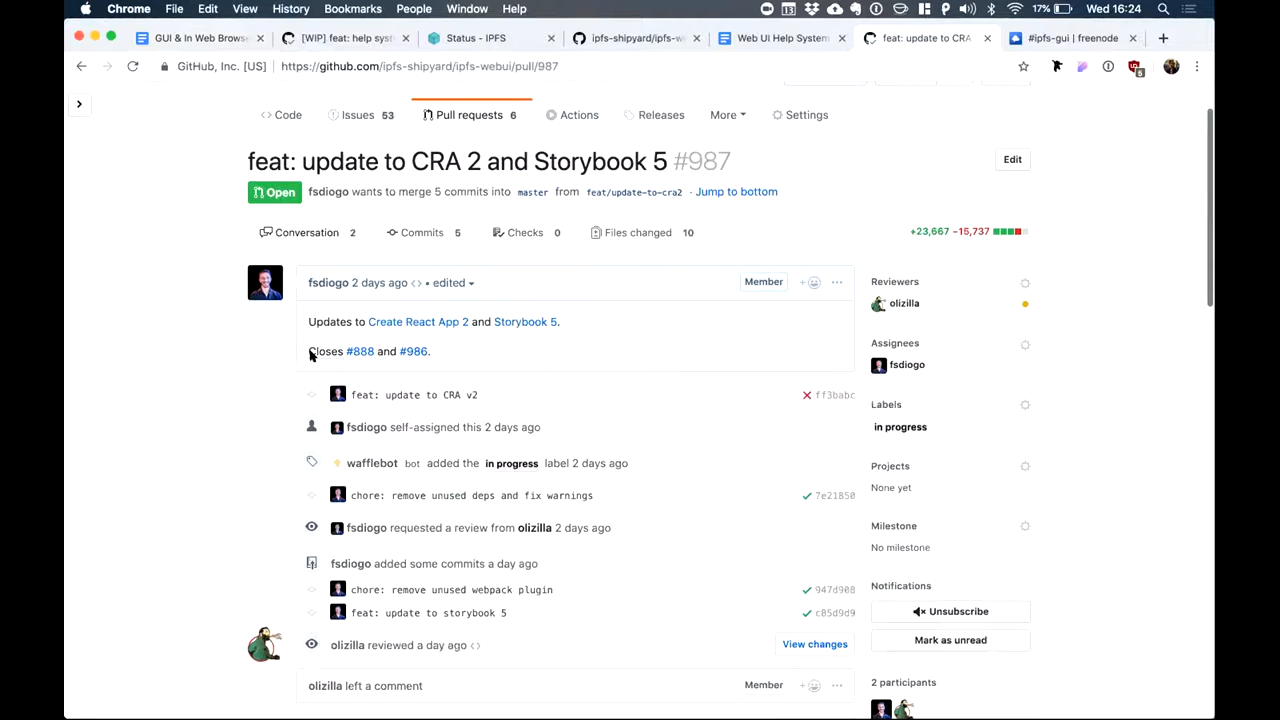 Chrome File Edit View History Bookmarks People Window Help 17% Wed 16:24
GUI & In Web Browse [WIP] feat: help syst Status - IPFS ipfs-shipyard/ipfs-we Web UI Help System feat: update to CRA #ipfs-gui | freenode
GitHub, Inc. [US] https://github.com/ipfs-shipyard/ipfs-webui/pull/987
Code Issues 53 Pull requests 6 Actions Releases More Settings
feat: update to CRA 2 and Storybook 5 #987 Edit
Open fsdiogo wants to merge 5 commits into master from feat/update-to-cra2 · Jump to bottom
Conversation 2 Commits 5 Checks 0 Files changed 10 +23,667 −15,737
fsdiogo 2 days ago • edited Member
Updates to Create React App 2 and Storybook 5.
Closes #888 and #986.
feat: update to CRA v2 ff3babc
fsdiogo self-assigned this 2 days ago
wafflebot bot added the in progress label 2 days ago
chore: remove unused deps and fix warnings 7e21850
fsdiogo requested a review from olizilla 2 days ago
fsdiogo added some commits a day ago
chore: remove unused webpack plugin 947d908
feat: update to storybook 5 c85d9d9
olizilla reviewed a day ago View changes
olizilla left a comment Member
Reviewers
olizilla
Assignees
fsdiogo
Labels
in progress
Projects
None yet
Milestone
No milestone
Notifications
Unsubscribe
Mark as unread
2 participants